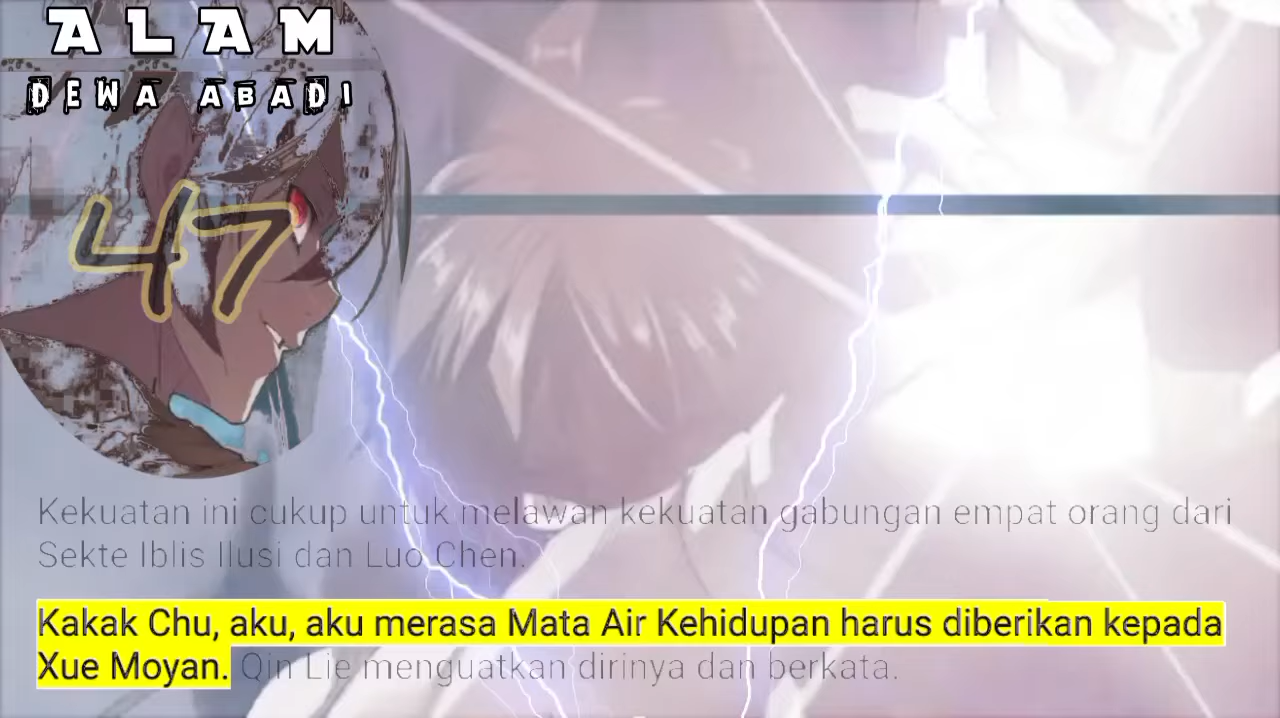 ALAM
DEWA ABADI
47
Kekuatan ini cukup untuk melawan kekuatan gabungan empat orang dari
Sekte Iblis Ilusi dan Luo Chen.
Kakak Chu, aku, aku merasa Mata Air Kehidupan harus diberikan kepada
Xue Moyan. Qin Lie menguatkan dirinya dan berkata.